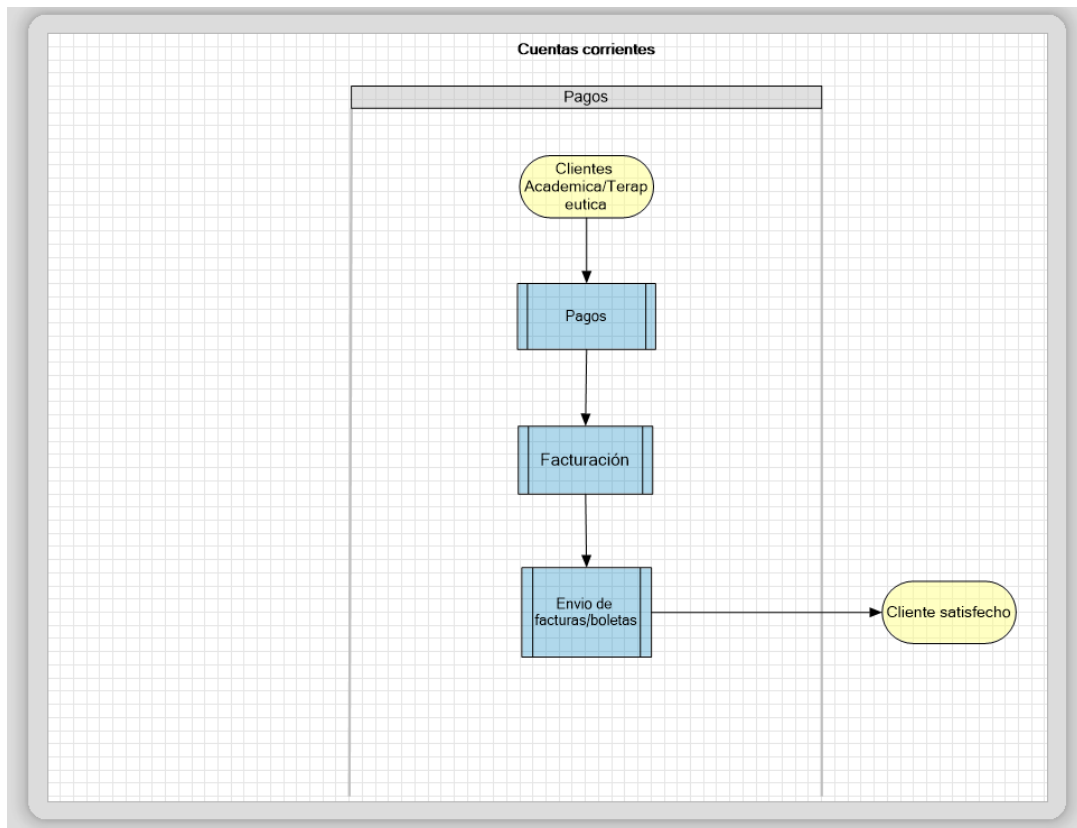 Cuentas corrientes
Pagos
Clientes
Academica/Terap
eutica
Pagos
Facturación
Envio de
facturas/boletas
Cliente satisfecho